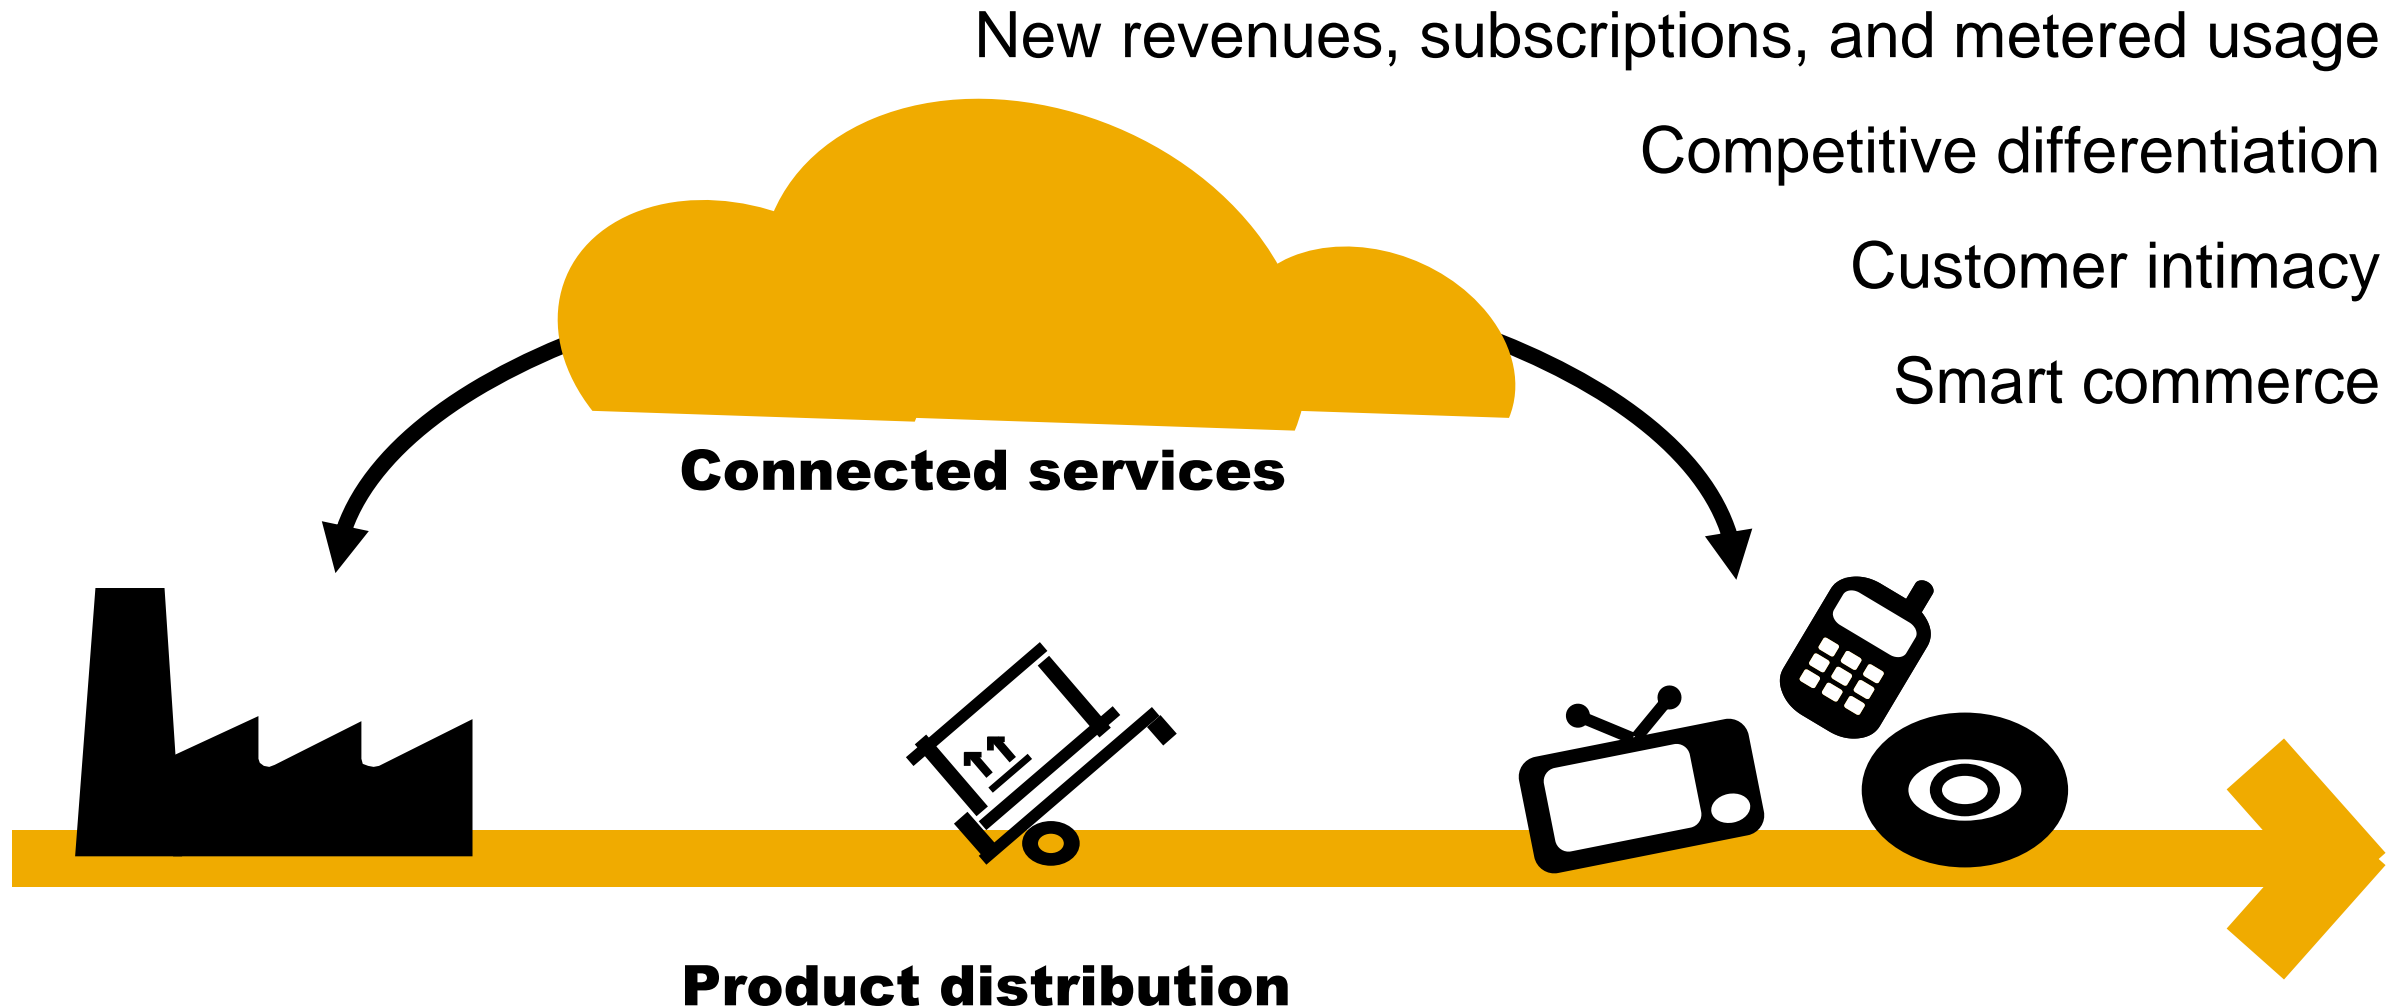 New revenues, subscriptions, and metered usage
Competitive differentiation
Customer intimacy
Smart commerce
Connected services
Product distribution